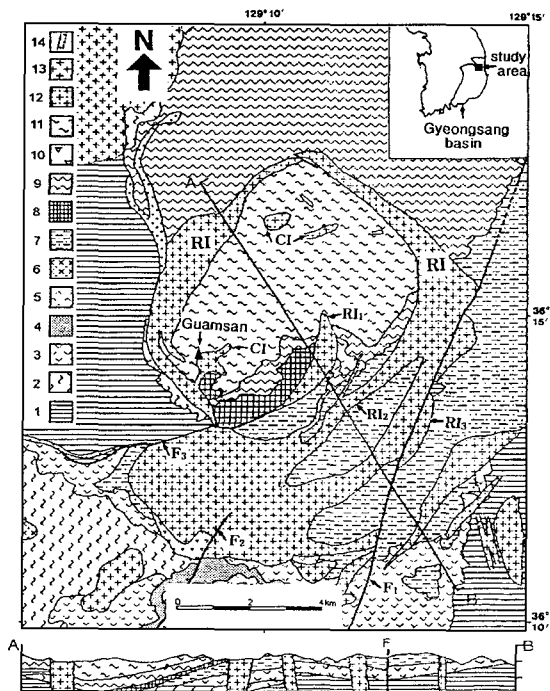 129°10'
129°15'
14
13
12
11
10
9
8
7
6
5
4
3
2
1
N
study
area
Gyeongsang
basin
A
CI
RI
RI
RI₁
36°
15'
Guamsan
CI
RI₂
RI₃
F₃
F₂
F₁
B
0 2 4 km
36°
10'
A
F
B